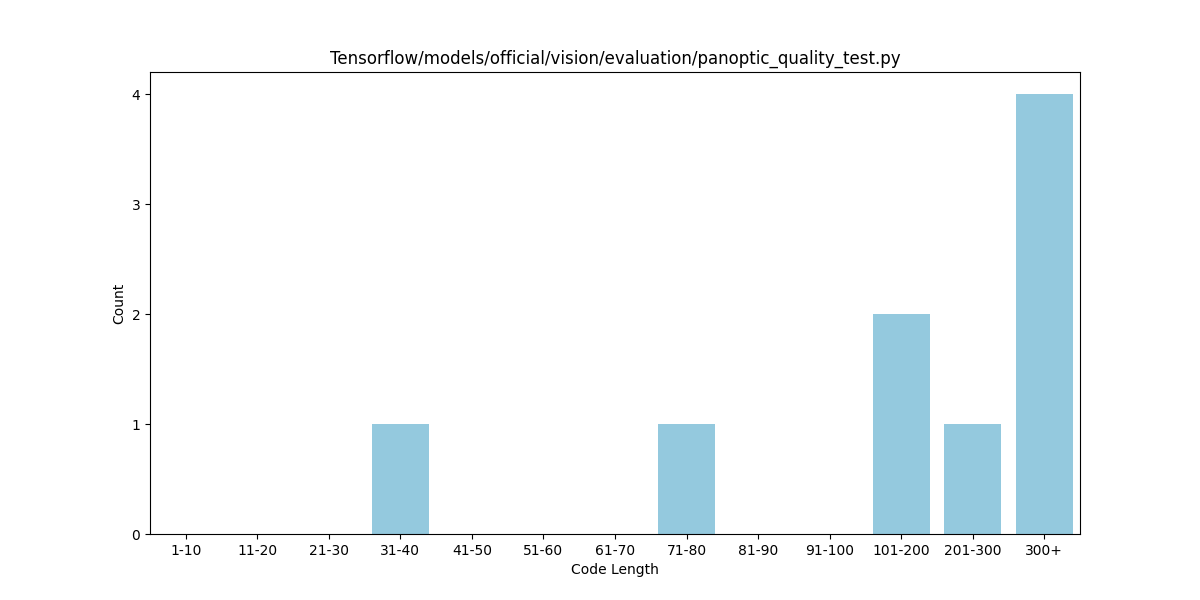 Tensorflow/models/official/vision/evaluation/panoptic_quality_test.py
4
3
2
1
0
Count
1-10 11-20 21-30 31-40 41-50 51-60 61-70 71-80 81-90 91-100 101-200 201-300 300+
Code Length